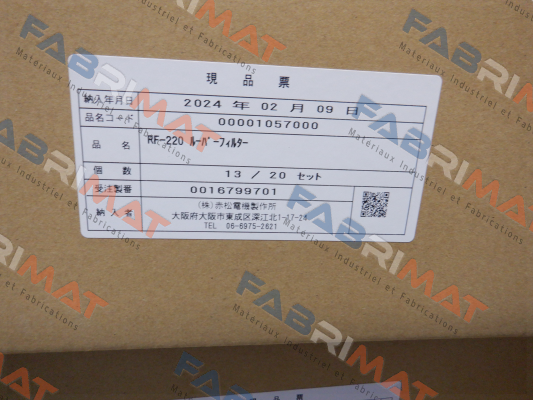 現品票
納入年月日 2024 年 02 月 09 日
品名コード 00001057000
品名 RF-220 ルーバーフィルター
個数 13 / 20 セット
受注製番 0016799701
納入者 (株)赤松電機製作所
大阪府大阪市東成区深江北1-17-28
TEL 06-6975-2621
FABRIMAT
Matériaux Industriel et Fabrications